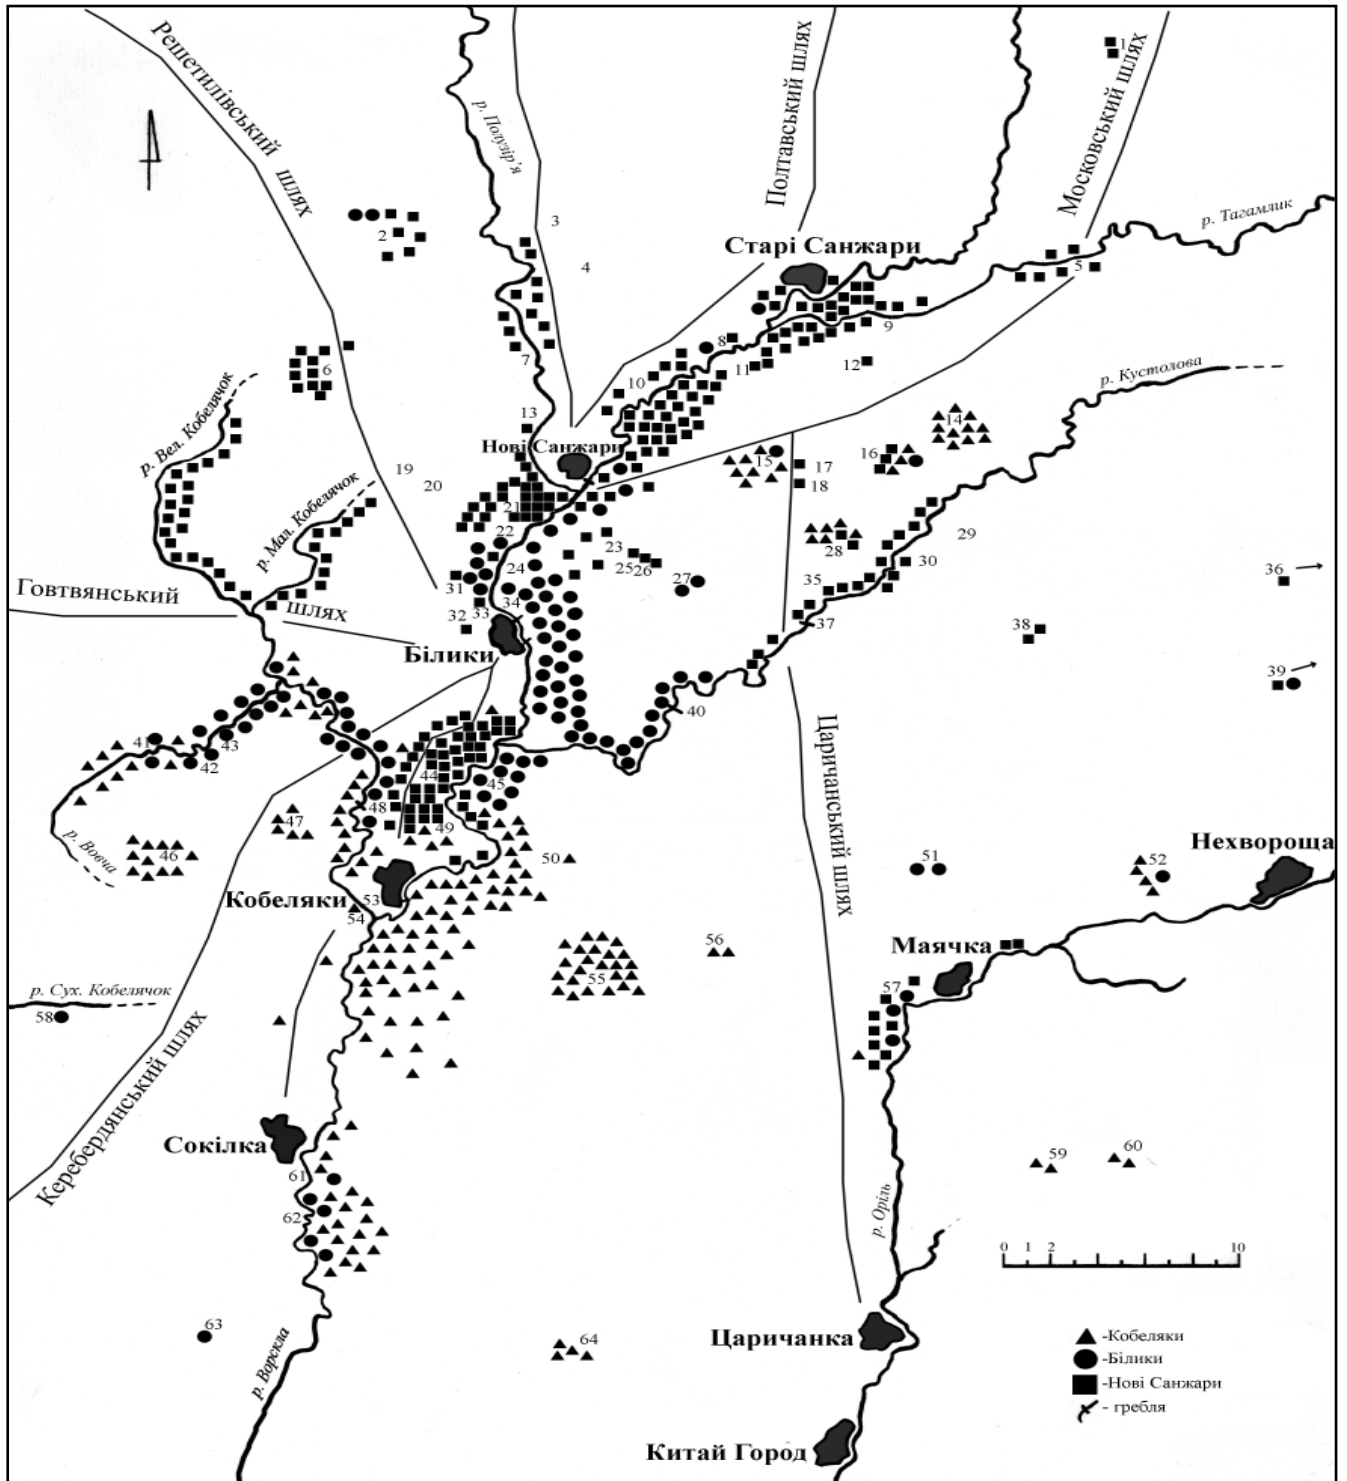 Решетилівський шлях
р. Полузір'я
Полтавський шлях
Московський шлях
1
р. Тагамлик
2
3
4
Старі Санжари
5
6
7
8
9
10
11
12
р. Кустолова
р. Вел. Кобелячок
13
14
Нові Санжари
15
16
17
18
19
20
р. Мал. Кобелячок
21
22
23
24
25
26
27
28
29
30
31
32
33
34
35
36
37
38
39
Говтвянський шлях
Білики
40
41
42
43
44
45
46
47
48
49
50
51
52
р. Вовча
Царичанський шлях
Нехвороща
Кобеляки
53
54
55
56
Маячка
57
р. Сух. Кобелячок
58
Керебердянський шлях
Сокілка
59
60
61
62
р. Оріль
0 1 2 10
63
64
р. Ворскла
Царичанка
Китай Город
-Кобеляки
-Білики
-Нові Санжари
- гребля